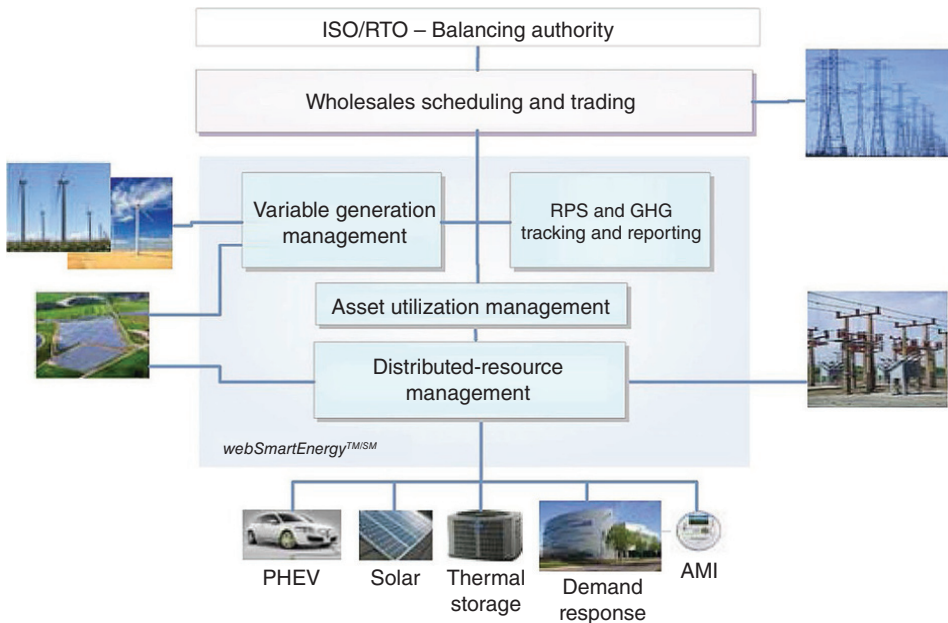 ISO/RTO – Balancing authority
Wholesales scheduling and trading
Variable generation
management
RPS and GHG
tracking and reporting
Asset utilization management
Distributed-resource
management
webSmartEnergyTM/SM
PHEV
Solar
Thermal
storage
Demand
response
AMI